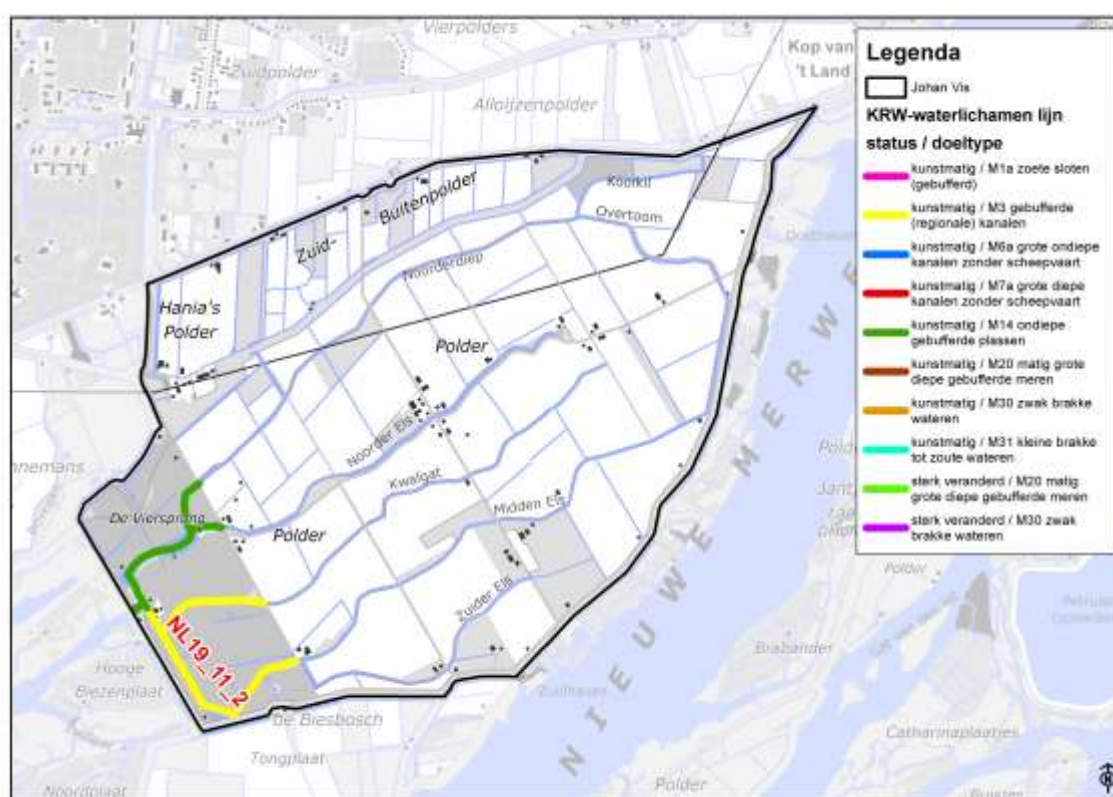 Vierpolders
Kop van
't Land
Zuidpolder
Alloijzenpolder
Koorkil
Buitenpolder
Overtoom
Zuid-
Noorderdiep
Hania's
Polder
Polder
Noorder Els
Kwalgat
Midden Els
De Viersprong
Polder
Zuider Els
NL19_11_2
Hooge
Biezenplaat
De Biesbosch
Tongplaat
Noordplaat
Zuidhaven
NIEUWE MERWE
Polder
Brabander
Catharinaplaatjes
Polder
Legenda
Johan Vis
KRW-waterlichamen lijn
status / doeltype
kunstmatig / M1a zoete sloten
(gebufferd)
kunstmatig / M3 gebufferde
(regionale) kanalen
kunstmatig / M6a grote ondiepe
kanalen zonder scheepvaart
kunstmatig / M7a grote diepe
kanalen zonder scheepvaart
kunstmatig / M14 ondiepe
gebufferde plassen
kunstmatig / M20 matig grote
diepe gebufferde meren
kunstmatig / M30 zwak brakke
wateren
kunstmatig / M31 kleine brakke
tot zoute wateren
sterk veranderd / M20 matig
grote diepe gebufferde meren
sterk veranderd / M30 zwak
brakke wateren